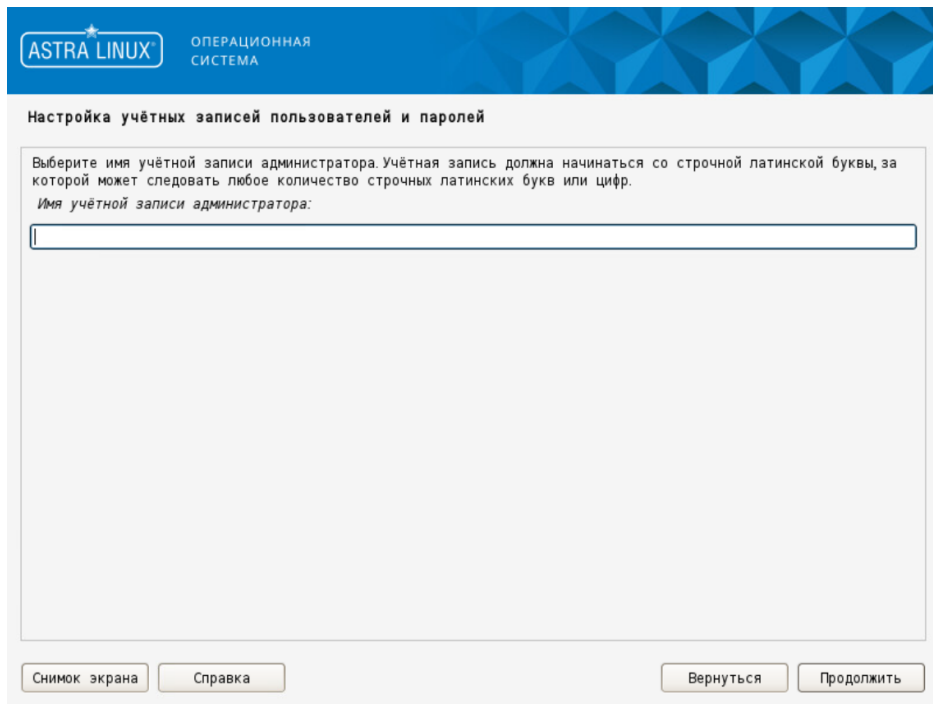 ASTRA LINUX®
ОПЕРАЦИОННАЯ
СИСТЕМА
Настройка учётных записей пользователей и паролей
Выберите имя учётной записи администратора. Учётная запись должна начинаться со строчной латинской буквы, за
которой может следовать любое количество строчных латинских букв или цифр.
Имя учётной записи администратора:
Снимок экрана
Справка
Вернуться
Продолжить